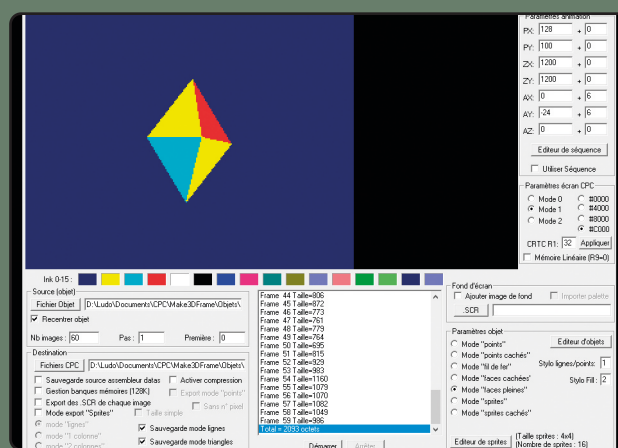 Paramètres animation
PX: 128 + 0
PY: 100 + 0
ZX: 1200 + 0
ZY: 1200 + 0
AX: 0 + 6
AY: -24 + 6
AZ: 0 + 0
Editeur de séquence
Utiliser Séquence
Paramètres écran CPC
Mode 0 #0000
Mode 1 #4000
Mode 2 #8000
#C000
CRTC R1: 32 Appliquer
Mémoire Linéaire (R9=0)
Ink 0-15 :
Source (objet)
Fichier Objet D:\Ludo\Documents\CPC\Make3DFrame\Objets\
Recentrer objet
Nb images : 60 Pas : 1 Première : 0
Destination
Fichiers CPC D:\Ludo\Documents\CPC\Make3DFrame\Objets\
Sauvegarde source assembleur datas Activer compression
Gestion banques mémoires (128K) Export mode "points"
Export des .SCR de chaque image Sans n° pixel
Mode export "Sprites" Taille simple
mode "lignes"
mode "1 colonne"
mode "2 colonnes"
Sauvegarde mode lignes
Sauvegarde mode triangles
Frame 44 Taille=806
Frame 45 Taille=872
Frame 46 Taille=773
Frame 47 Taille=761
Frame 48 Taille=779
Frame 49 Taille=764
Frame 50 Taille=695
Frame 51 Taille=815
Frame 52 Taille=929
Frame 53 Taille=983
Frame 54 Taille=1160
Frame 55 Taille=1079
Frame 56 Taille=1070
Frame 57 Taille=1082
Frame 58 Taille=1049
Frame 59 Taille=986
Total = 2093 octets
Démarrer Arrêter
Fond d'écran
Ajouter image de fond Importer palette
.SCR
Paramètres objet
Mode "points" Editeur d'objets
Mode "points cachés"
Mode "fil de fer" Stylo lignes/points: 1
Mode "faces cachées" Stylo Fill : 2
Mode "faces pleines"
Mode "sprites"
Mode "sprites cachés"
Editeur de sprites (Taille sprites : 4x4)
(Nombre de sprites : 16)